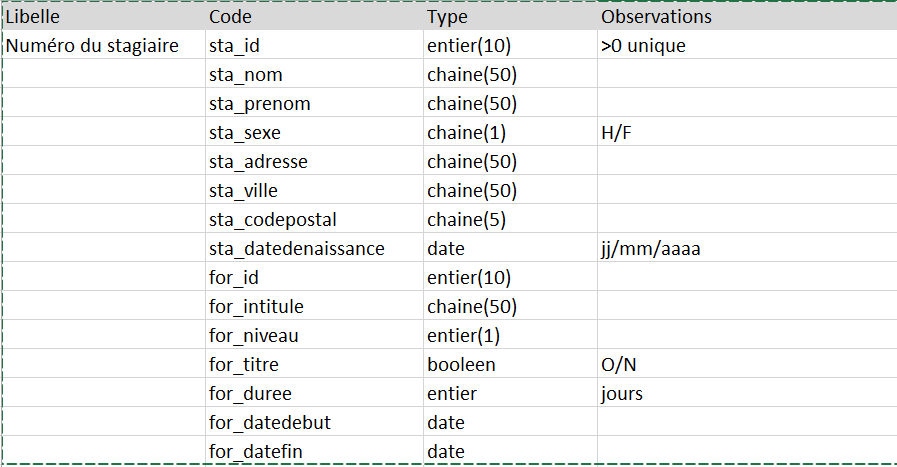 Libelle Code Type Observations
Numéro du stagiaire sta_id entier(10) >0 unique
sta_nom chaine(50)
sta_prenom chaine(50)
sta_sexe chaine(1) H/F
sta_adresse chaine(50)
sta_ville chaine(50)
sta_codepostal chaine(5)
sta_datedenaissance date jj/mm/aaaa
for_id entier(10)
for_intitule chaine(50)
for_niveau entier(1)
for_titre booleen O/N
for_duree entier jours
for_datedebut date
for_datefin date